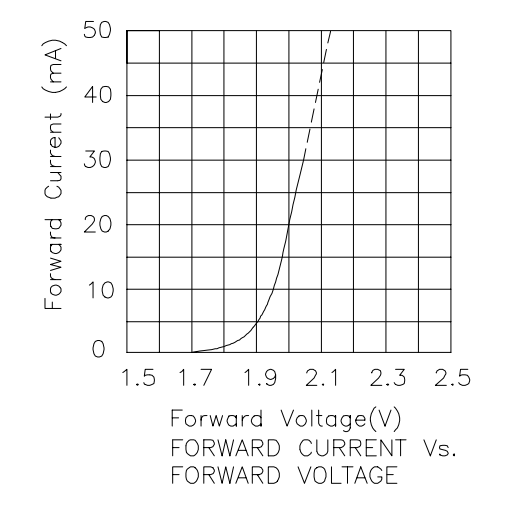 50
40
30
20
10
0
Forward Current (mA)
1.5 1.7 1.9 2.1 2.3 2.5
Forward Voltage(V)
FORWARD CURRENT Vs.
FORWARD VOLTAGE